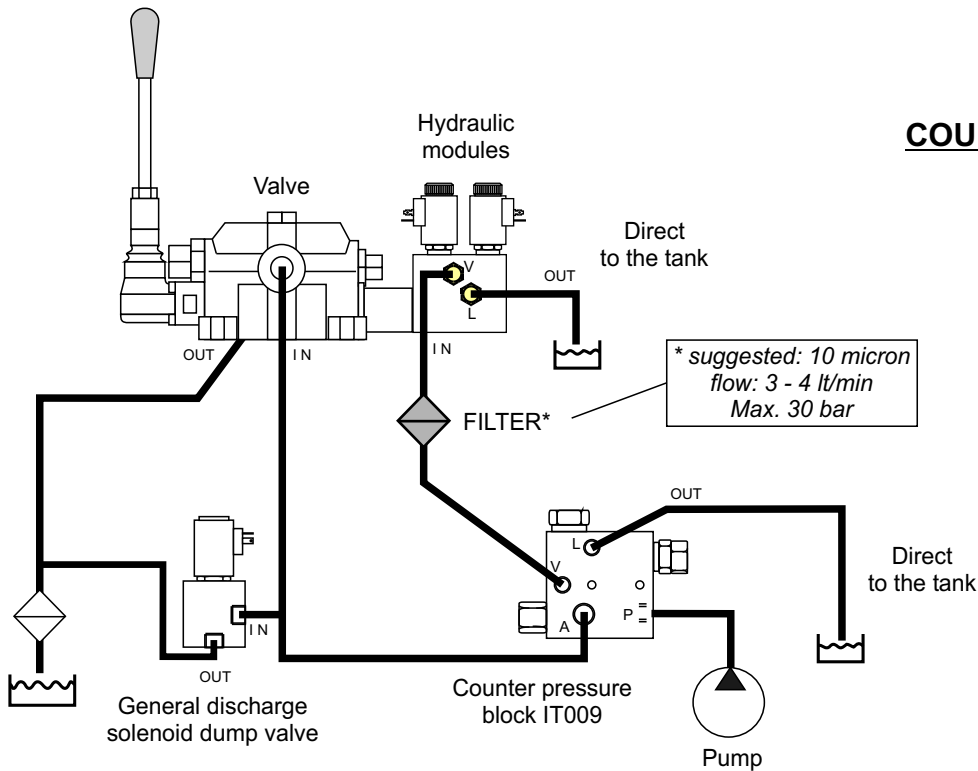 Hydraulic
modules
COU
Valve
Direct
to the tank
V
OUT
L
OUT
I N
I N
* suggested: 10 micron
flow: 3 - 4 lt/min
Max. 30 bar
FILTER*
OUT
L
V
Direct
to the tank
I N
A
P
OUT
Counter pressure
block IT009
General discharge
solenoid dump valve
Pump